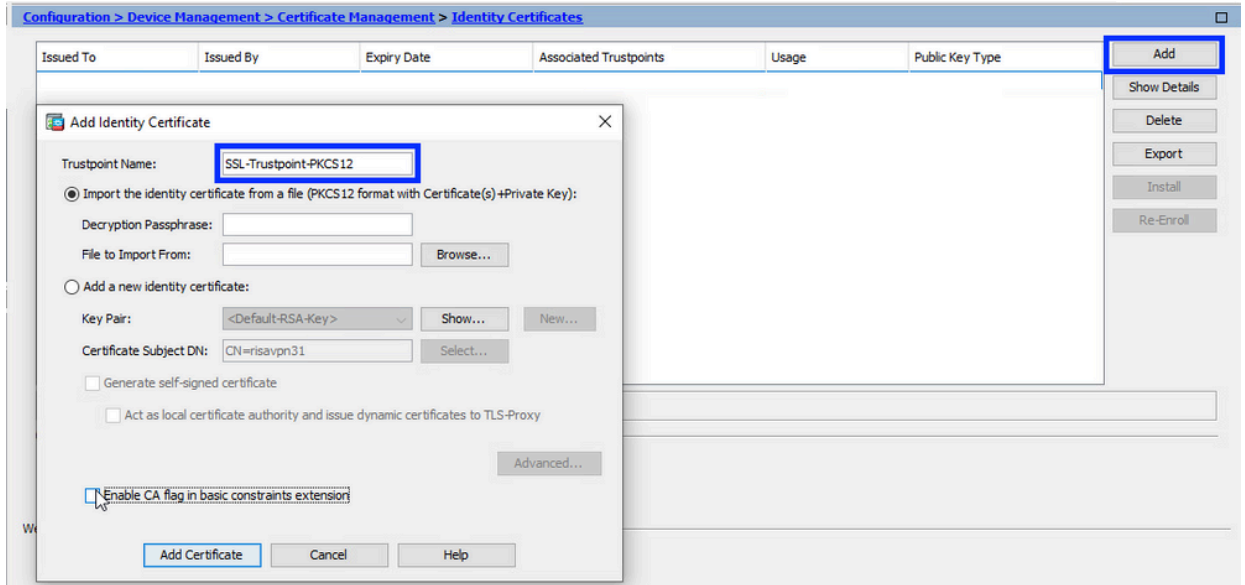 Configuration > Device Management > Certificate Management > Identity Certificates
Issued To Issued By Expiry Date Associated Trustpoints Usage Public Key Type
Add
Show Details
Delete
Export
Install
Re-Enroll
Add Identity Certificate
Trustpoint Name: SSL-Trustpoint-PKCS12
Import the identity certificate from a file (PKCS12 format with Certificate(s)+Private Key):
Decryption Passphrase:
File to Import From: Browse...
Add a new identity certificate:
Key Pair: <Default-RSA-Key> Show... New...
Certificate Subject DN: CN=risavpn31 Select...
Generate self-signed certificate
Act as local certificate authority and issue dynamic certificates to TLS-Proxy
Advanced...
Enable CA flag in basic constraints extension
We
Add Certificate Cancel Help